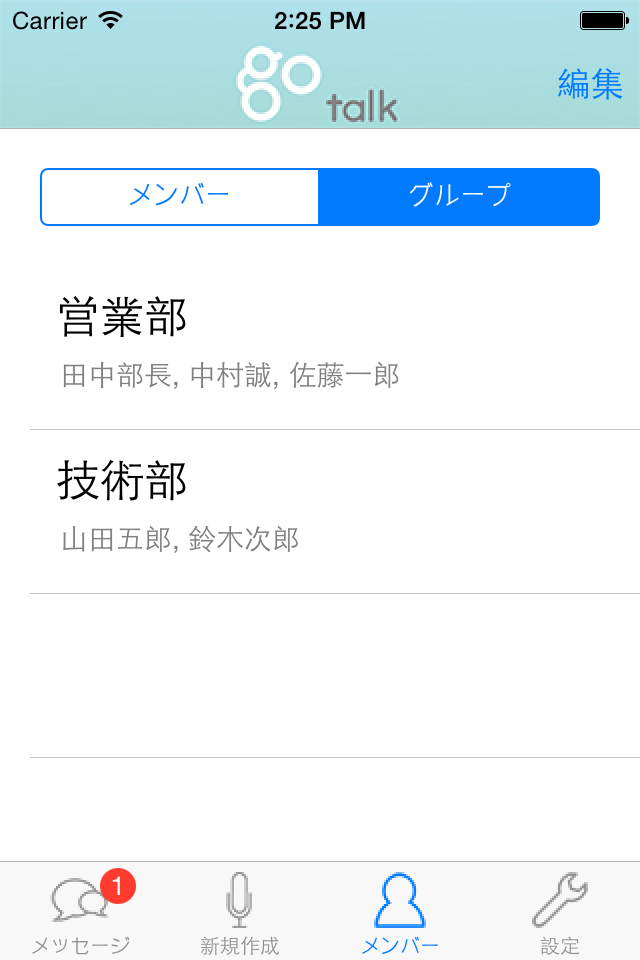 Carrier 2:25 PM
go talk 編集
メンバー グループ
営業部
田中部長, 中村誠, 佐藤一郎
技術部
山田五郎, 鈴木次郎
1
メッセージ 新規作成 メンバー 設定